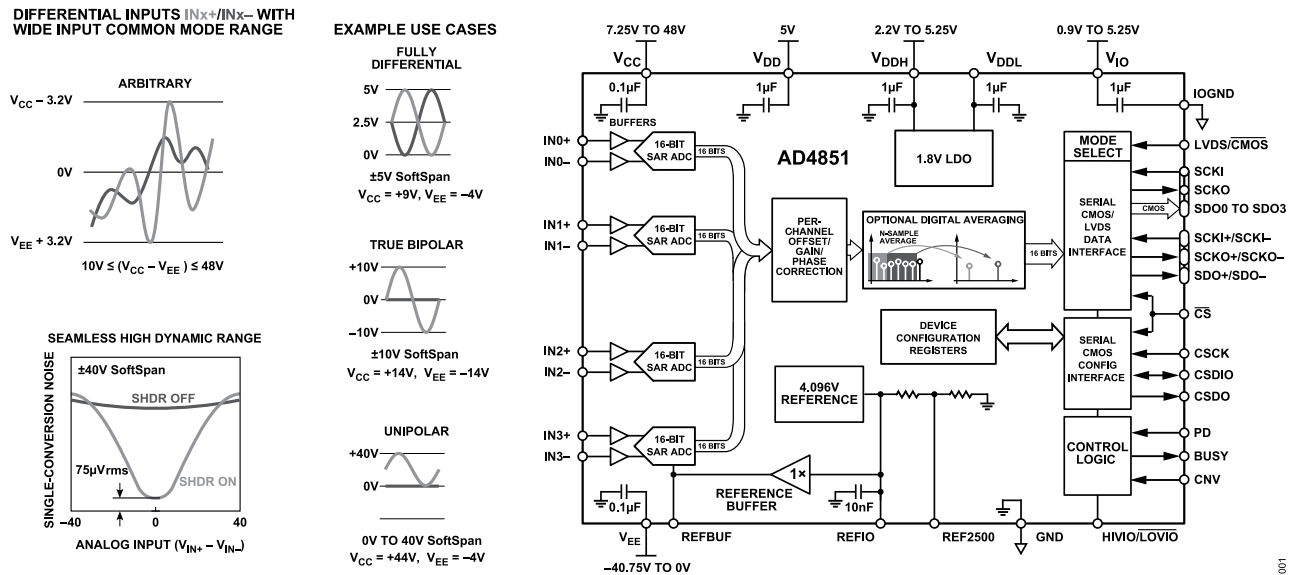 DIFFERENTIAL INPUTS INx+/INx– WITH
WIDE INPUT COMMON MODE RANGE
ARBITRARY
VCC – 3.2V
0V
VEE + 3.2V
10V ≤ (VCC – VEE) ≤ 48V
SEAMLESS HIGH DYNAMIC RANGE
SINGLE-CONVERSION NOISE
±40V SoftSpan
SHDR OFF
75µVrms
SHDR ON
–40
0
40
ANALOG INPUT (VIN+ – VIN–)
EXAMPLE USE CASES
FULLY
DIFFERENTIAL
5V
2.5V
0V
±5V SoftSpan
VCC = +9V, VEE = –4V
TRUE BIPOLAR
+10V
0V
–10V
±10V SoftSpan
VCC = +14V, VEE = –14V
UNIPOLAR
+40V
0V
0V TO 40V SoftSpan
VCC = +44V, VEE = –4V
7.25V TO 48V
5V
2.2V TO 5.25V
0.9V TO 5.25V
VCC
VDD
VDDH
VDDL
VIO
0.1µF
1µF
1µF
1µF
1µF
IOGND
BUFFERS
IN0+
IN0–
16-BIT
SAR ADC
16 BITS
IN1+
IN1–
16-BIT
SAR ADC
16 BITS
IN2+
IN2–
16-BIT
SAR ADC
16 BITS
IN3+
IN3–
16-BIT
SAR ADC
16 BITS
AD4851
1.8V LDO
PER-
CHANNEL
OFFSET/
GAIN/
PHASE
CORRECTION
OPTIONAL DIGITAL AVERAGING
N-SAMPLE
AVERAGE
16 BITS
MODE
SELECT
SERIAL
CMOS/
LVDS
DATA
INTERFACE
CMOS
LVDS/CMOS
SCKI
SCKO
SDO0 TO SDO3
SCKI+/SCKI–
SCKO+/SCKO–
SDO+/SDO–
CS
DEVICE
CONFIGURATION
REGISTERS
SERIAL
CMOS
CONFIG
INTERFACE
CSCK
CSDIO
CSDO
4.096V
REFERENCE
CONTROL
LOGIC
PD
BUSY
CNV
1×
REFERENCE
BUFFER
0.1µF
10nF
VEE
REFBUF
REFIO
REF2500
GND
HIVIO/LOVIO
–40.75V TO 0V
001